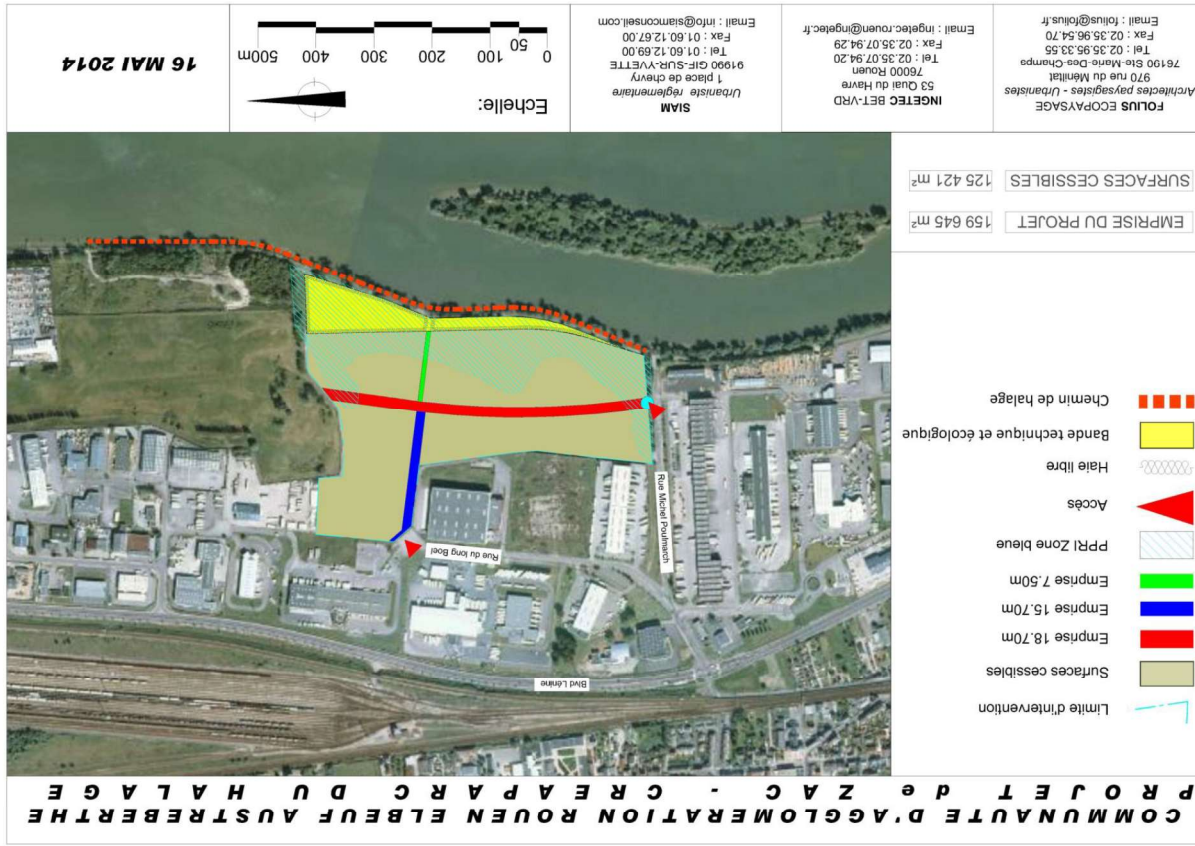 COMMUNAUTE D'AGGLOMERATION ROUEN ELBEUF AUSTREBERTHE
PROJET de ZAC - CREAPARC DU HALAGE
Limite d'intervention
Surfaces cessibles
Emprise 18.70m
Emprise 15.70m
Emprise 7.50m
PPRI Zone bleue
Accès
Haie libre
Bande technique et écologique
Chemin de halage
EMPRISE DU PROJET 159 645 m²
SURFACES CESSIBLES 125 421 m²
Blvd Lénine
Rue du long Boel
Rue Michel Poulmarch
FOLIUS ECOPAYSAGE
Architectes paysagistes - Urbanistes
970 rue du Ménillat
76190 Ste-Marie-Des-Champs
Tel : 02.35.95.33.55
Fax : 02.35.96.54.70
Email : folius@folius.fr
INGETEC BET-VRD
53 Quai du Havre
76000 Rouen
Tel : 02.35.07.94.20
Fax : 02.35.07.94.29
Email : ingetec@rouen.ingetec.fr
SIAM
Urbaniste réglementaire
1 place de chevry
91990 GIF-SUR-YVETTE
Tel : 01.60.12.69.00
Fax : 01.60.12.67.00
Email : info@siamconseil.com
Echelle:
0 50 100 200 300 400 500m
16 MAI 2014